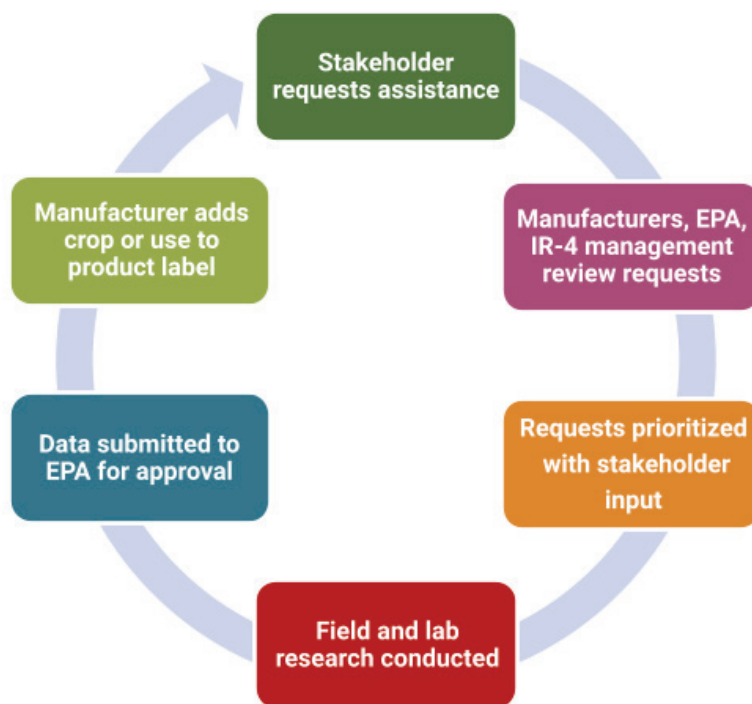 Stakeholder
requests assistance
Manufacturers, EPA,
IR-4 management
review requests
Requests prioritized
with stakeholder
input
Field and lab
research conducted
Data submitted to
EPA for approval
Manufacturer adds
crop or use to
product label